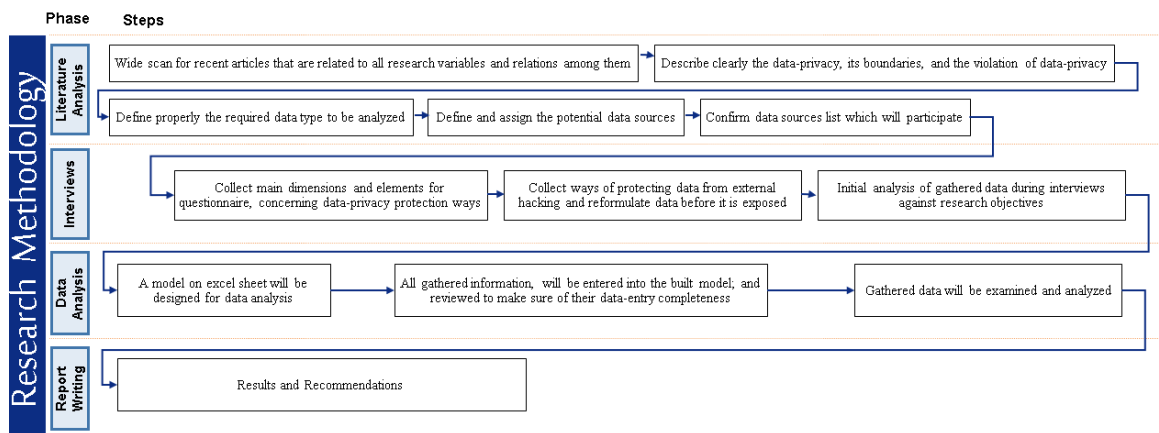 Phase
Steps
Research Methodology
Literature
Analysis
Wide scan for recent articles that are related to all research variables and relations among them
Describe clearly the data-privacy, its boundaries, and the violation of data-privacy
Define properly the required data type to be analyzed
Define and assign the potential data sources
Confirm data sources list which will participate
Interviews
Collect main dimensions and elements for
questionnaire, concerning data-privacy protection ways
Collect ways of protecting data from external
hacking and reformulate data before it is exposed
Initial analysis of gathered data during interviews
against research objectives
Data
Analysis
A model on excel sheet will be
designed for data analysis
All gathered information, will be entered into the built model; and
reviewed to make sure of their data-entry completeness
Gathered data will be examined and analyzed
Report
Writing
Results and Recommendations